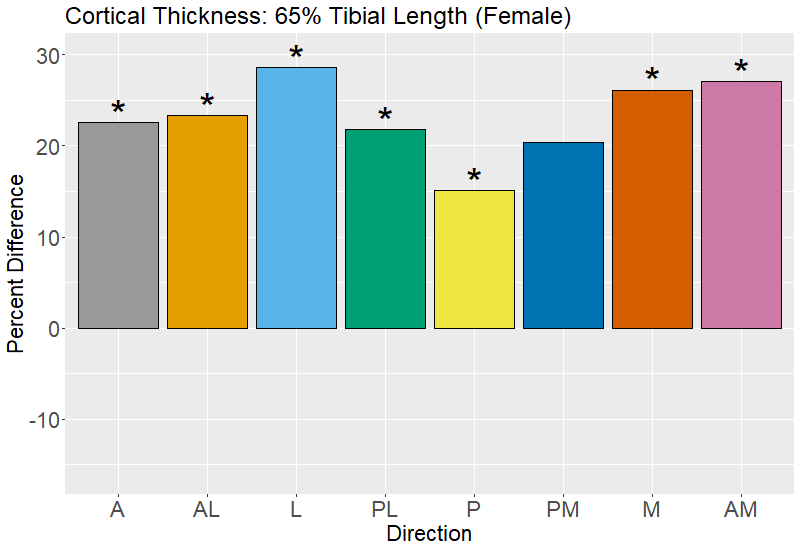 Cortical Thickness: 65% Tibial Length (Female)
Percent Difference
30
20
10
0
-10
* * * * * * *
A AL L PL P PM M AM
Direction